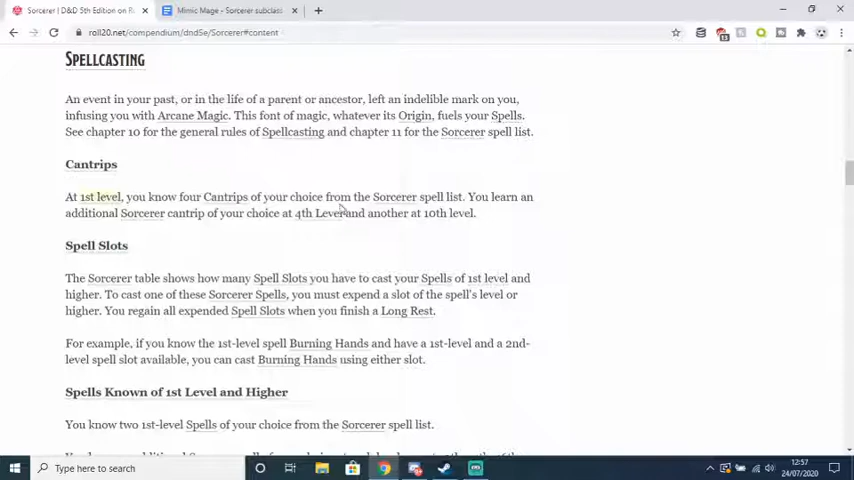 Sorcerer | D&D 5th Edition on R
Mimic Mage - Sorcerer subclass
roll20.net/compendium/dnd5e/Sorcerer#content
SPELLCASTING
An event in your past, or in the life of a parent or ancestor, left an indelible mark on you,
infusing you with Arcane Magic. This font of magic, whatever its Origin, fuels your Spells.
See chapter 10 for the general rules of Spellcasting and chapter 11 for the Sorcerer spell list.
Cantrips
At 1st level, you know four Cantrips of your choice from the Sorcerer spell list. You learn an
additional Sorcerer cantrip of your choice at 4th Level and another at 10th level.
Spell Slots
The Sorcerer table shows how many Spell Slots you have to cast your Spells of 1st level and
higher. To cast one of these Sorcerer Spells, you must expend a slot of the spell's level or
higher. You regain all expended Spell Slots when you finish a Long Rest.
For example, if you know the 1st-level spell Burning Hands and have a 1st-level and a 2nd-
level spell slot available, you can cast Burning Hands using either slot.
Spells Known of 1st Level and Higher
You know two 1st-level Spells of your choice from the Sorcerer spell list.
Type here to search
12:57
24/07/2020